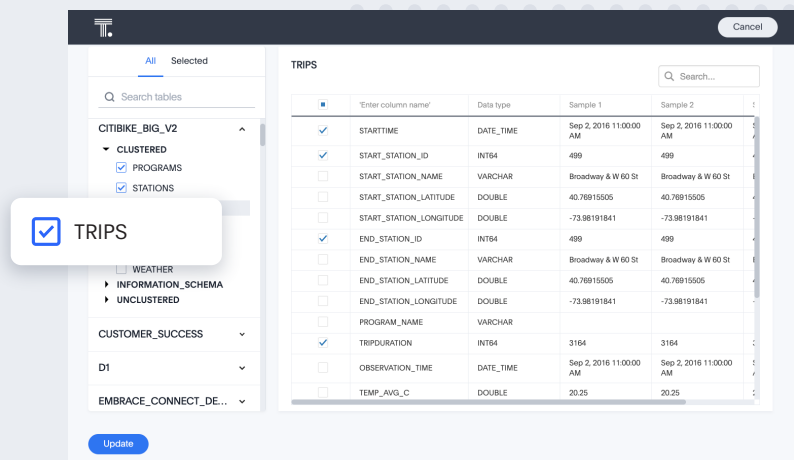 T.
Cancel
All Selected
Search tables
CITIBIKE_BIG_V2
CLUSTERED
PROGRAMS
STATIONS
TRIPS
WEATHER
INFORMATION_SCHEMA
UNCLUSTERED
CUSTOMER_SUCCESS
D1
EMBRACE_CONNECT_DE...
TRIPS
Search...
'Enter column name' Data type Sample 1 Sample 2
STARTTIME DATE_TIME Sep 2, 2016 11:00:00 AM Sep 2, 2016 11:00:00 AM
START_STATION_ID INT64 499 499
START_STATION_NAME VARCHAR Broadway & W 60 St Broadway & W 60 St
START_STATION_LATITUDE DOUBLE 40.76915505 40.76915505
START_STATION_LONGITUDE DOUBLE -73.98191841 -73.98191841
END_STATION_ID INT64 499 499
END_STATION_NAME VARCHAR Broadway & W 60 St Broadway & W 60 St
END_STATION_LATITUDE DOUBLE 40.76915505 40.76915505
END_STATION_LONGITUDE DOUBLE -73.98191841 -73.98191841
PROGRAM_NAME VARCHAR
TRIPDURATION INT64 3164 3164
OBSERVATION_TIME DATE_TIME Sep 2, 2016 11:00:00 AM Sep 2, 2016 11:00:00 AM
TEMP_AVG_C DOUBLE 20.25 20.25
Update